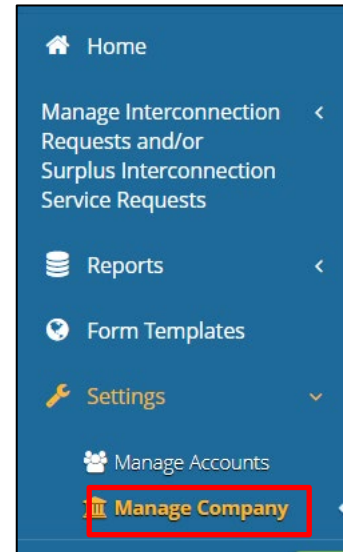 Home
Manage Interconnection
Requests and/or
Surplus Interconnection
Service Requests
Reports
Form Templates
Settings
Manage Accounts
Manage Company